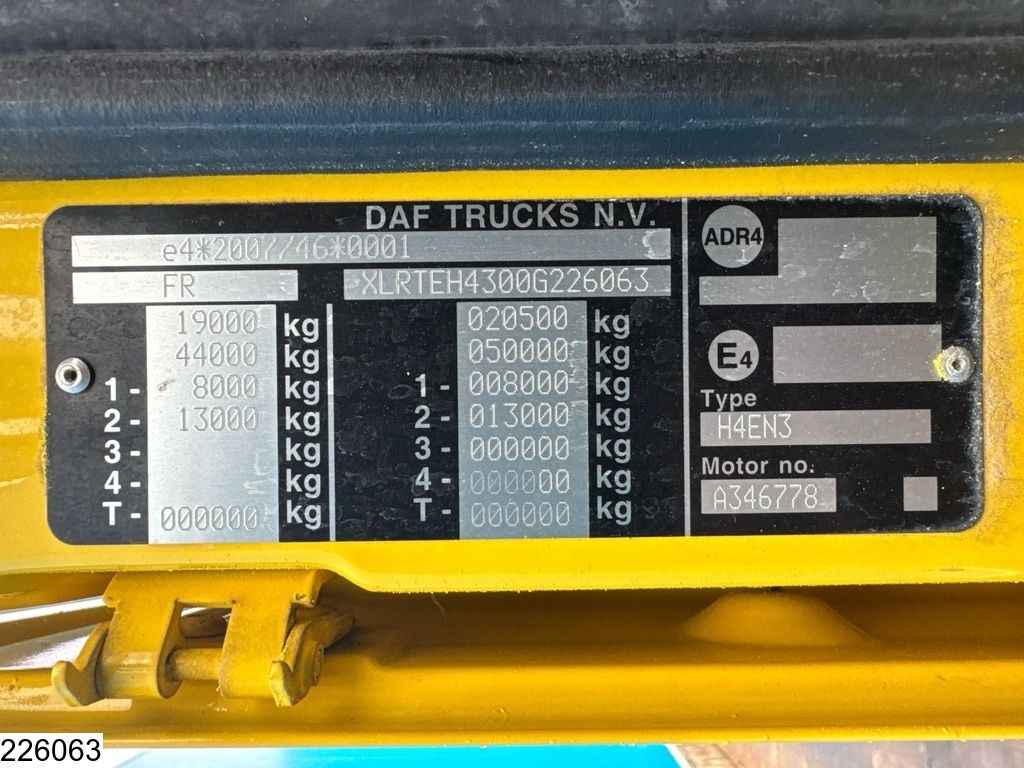 DAF TRUCKS N.V.
e4*2007/46*0001
FR XLRTEH4300G226063
19000 kg 020500 kg
44000 kg 050000 kg
1- 8000 kg 1- 008000 kg
2- 13000 kg 2- 013000 kg
3- kg 3- 000000 kg
4- kg 4- 000000 kg
T- 000000 kg T- 000000 kg
ADR4
1
E4
Type
H4EN3
Motor no.
A346778
226063